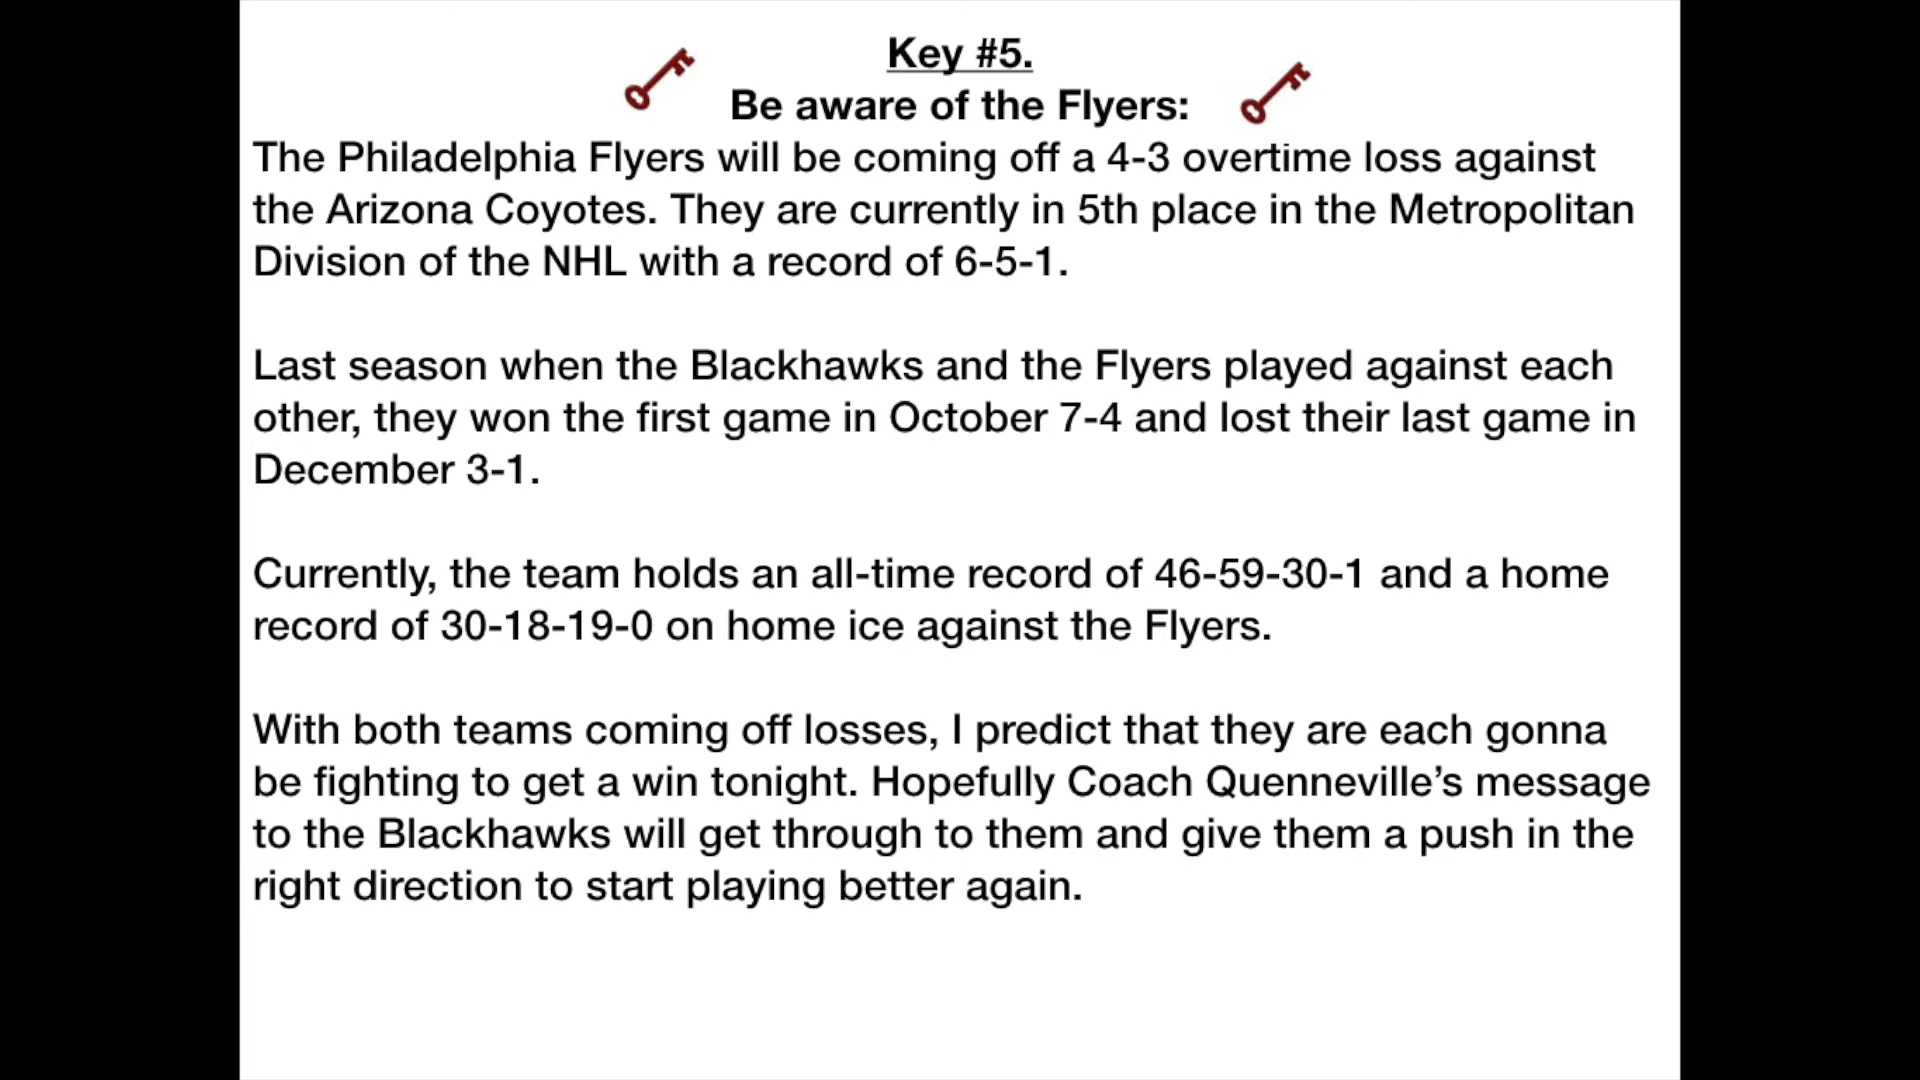 Key #5.
Be aware of the Flyers:
The Philadelphia Flyers will be coming off a 4-3 overtime loss against
the Arizona Coyotes. They are currently in 5th place in the Metropolitan
Division of the NHL with a record of 6-5-1.
Last season when the Blackhawks and the Flyers played against each
other, they won the first game in October 7-4 and lost their last game in
December 3-1.
Currently, the team holds an all-time record of 46-59-30-1 and a home
record of 30-18-19-0 on home ice against the Flyers.
With both teams coming off losses, I predict that they are each gonna
be fighting to get a win tonight. Hopefully Coach Quenneville’s message
to the Blackhawks will get through to them and give them a push in the
right direction to start playing better again.